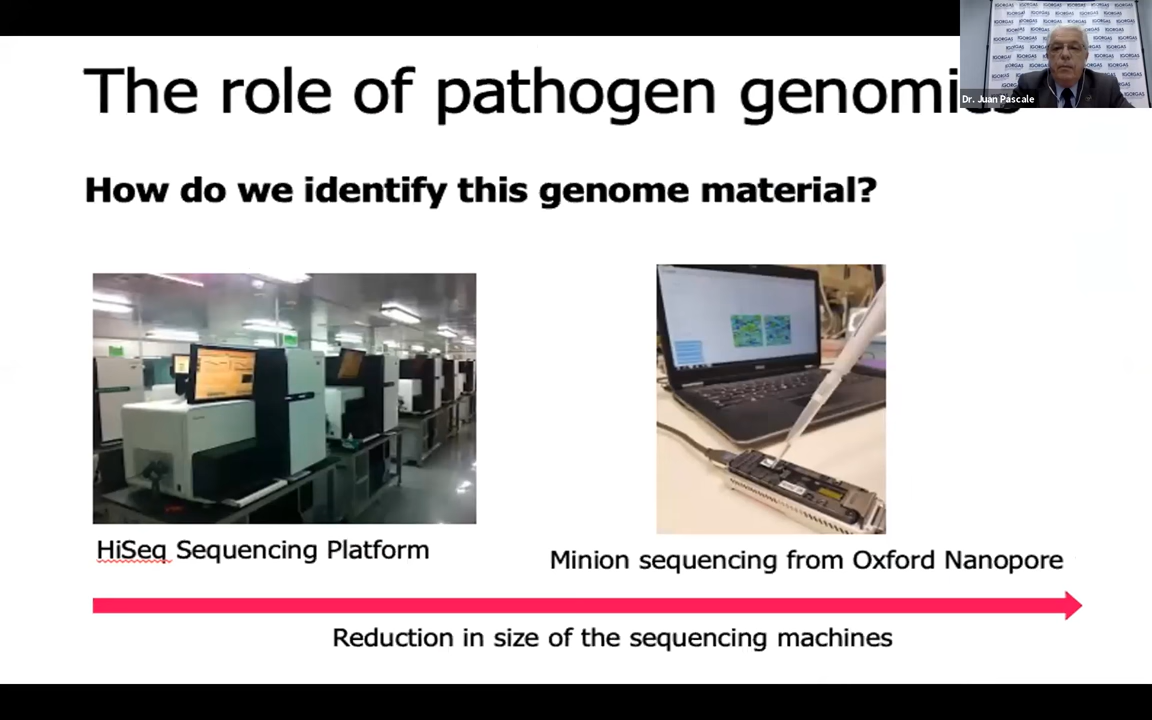 The role of pathogen genomi
Dr. Juan Pascale
How do we identify this genome material?
HiSeq Sequencing Platform
Minion sequencing from Oxford Nanopore
Reduction in size of the sequencing machines